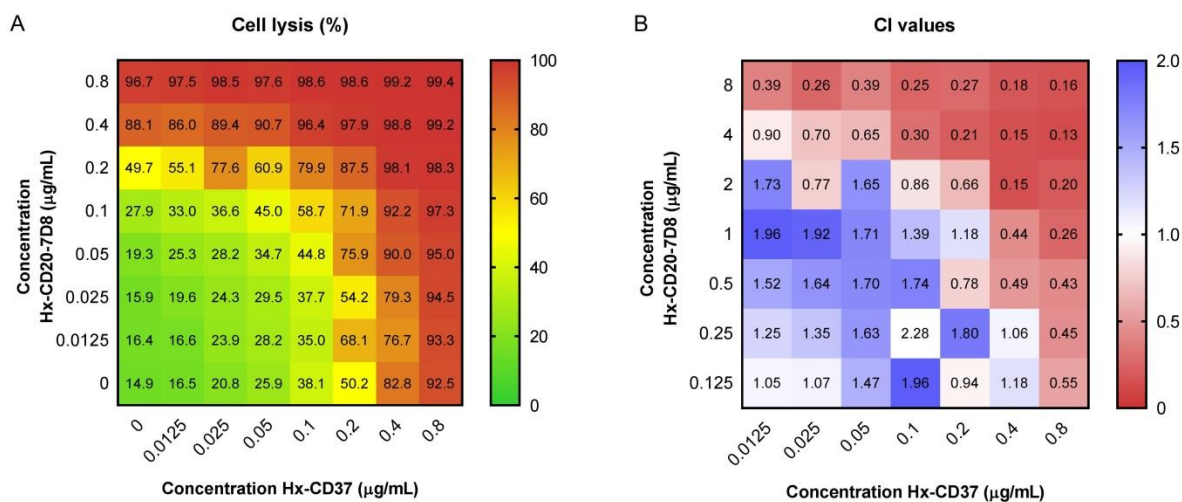 A
Cell lysis (%)
Concentration
Hx-CD20-7D8 (μg/mL)
0.8 96.7 97.5 98.5 97.6 98.6 98.6 99.2 99.4
0.4 88.1 86.0 89.4 90.7 96.4 97.9 98.8 99.2
0.2 49.7 55.1 77.6 60.9 79.9 87.5 98.1 98.3
0.1 27.9 33.0 36.6 45.0 58.7 71.9 92.2 97.3
0.05 19.3 25.3 28.2 34.7 44.8 75.9 90.0 95.0
0.025 15.9 19.6 24.3 29.5 37.7 54.2 79.3 94.5
0.0125 16.4 16.6 23.9 28.2 35.0 68.1 76.7 93.3
0 14.9 16.5 20.8 25.9 38.1 50.2 82.8 92.5
0 0.0125 0.025 0.05 0.1 0.2 0.4 0.8
Concentration Hx-CD37 (μg/mL)
100
80
60
40
20
0
B
CI values
Concentration
Hx-CD20-7D8 (μg/mL)
8 0.39 0.26 0.39 0.25 0.27 0.18 0.16
4 0.90 0.70 0.65 0.30 0.21 0.15 0.13
2 1.73 0.77 1.65 0.86 0.66 0.15 0.20
1 1.96 1.92 1.71 1.39 1.18 0.44 0.26
0.5 1.52 1.64 1.70 1.74 0.78 0.49 0.43
0.25 1.25 1.35 1.63 2.28 1.80 1.06 0.45
0.125 1.05 1.07 1.47 1.96 0.94 1.18 0.55
0.0125 0.025 0.05 0.1 0.2 0.4 0.8
Concentration Hx-CD37 (μg/mL)
2.0
1.5
1.0
0.5
0